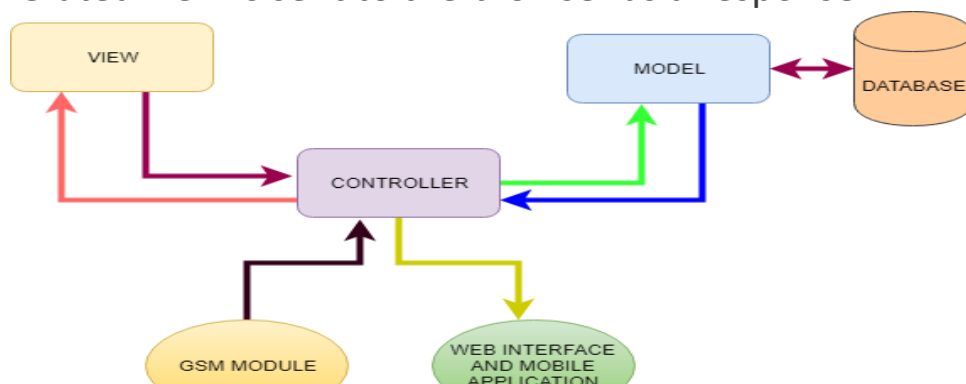 VIEW
MODEL
DATABASE
CONTROLLER
GSM MODULE
WEB INTERFACE
AND MOBILE
APPLICATION